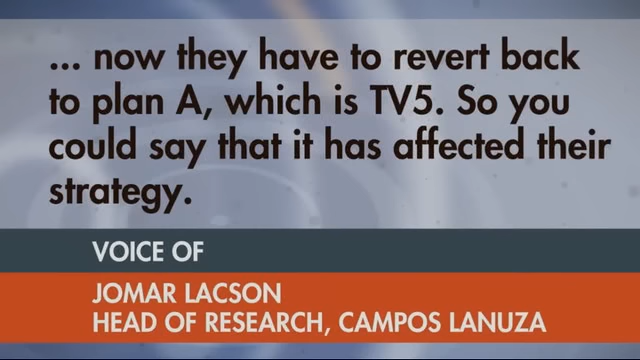 ... now they have to revert back
to plan A, which is TV5. So you
could say that it has affected their
strategy.
VOICE OF
JOMAR LACSON
HEAD OF RESEARCH, CAMPOS LANUZA